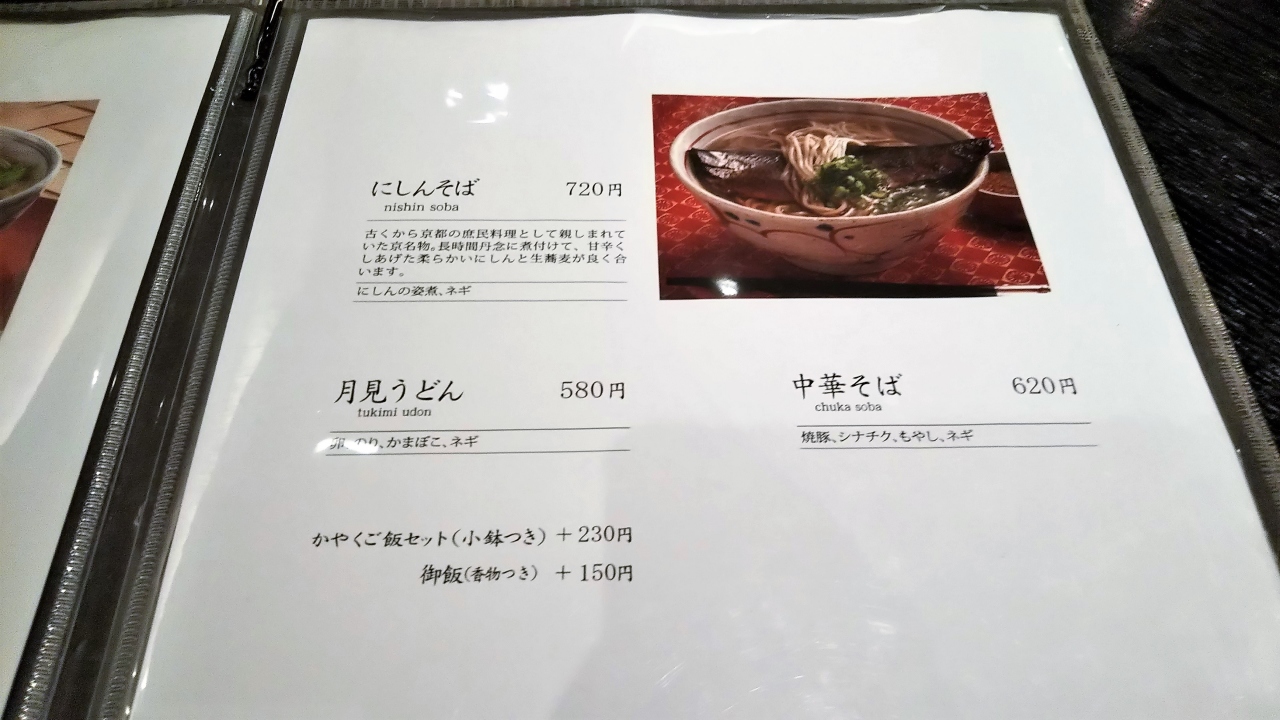 にしんそば 720円
nishin soba
古くから京都の庶民料理として親しまれて
いた京名物。長時間丹念に煮付けて、甘辛く
しあげた柔らかいにしんと生蕎麦が良く合
います。
にしんの姿煮、ネギ
月見うどん 580円
tukimi udon
卵、のり、かまぼこ、ネギ
中華そば 620円
chuka soba
焼豚、シナチク、もやし、ネギ
かやくご飯セット(小鉢つき) +230円
御飯(香物つき) +150円